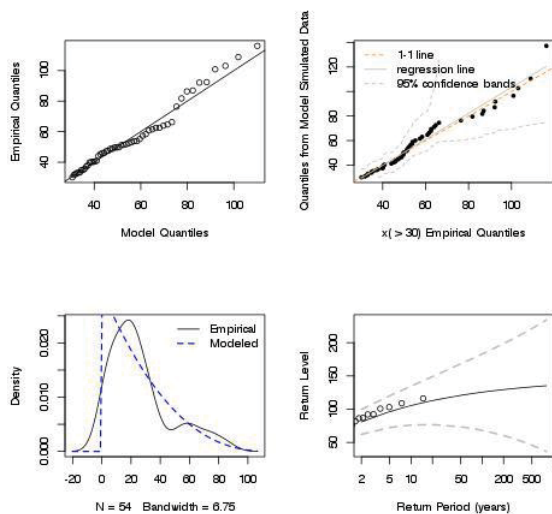 Empirical Quantiles
100
80
60
40
40 60 80 100
Model Quantiles
Quantiles from Model Simulated Data
120
80
60
40
1-1 line
regression line
95% confidence bands
40 60 80 100
x( > 30) Empirical Quantiles
Density
0.020
0.010
0.000
Empirical
Modeled
-20 0 20 40 60 80 100
N = 54 Bandwidth = 6.75
Return Level
200
150
100
50
2 5 10 50 200 500
Return Period (years)